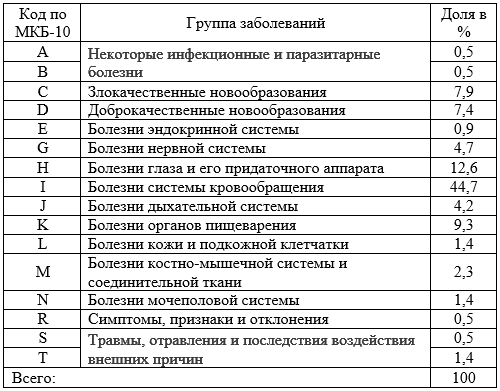 Код по МКБ-10 Группа заболеваний Доля в %
A Некоторые инфекционные и паразитарные 0,5
B болезни 0,5
C Злокачественные новообразования 7,9
D Доброкачественные новообразования 7,4
E Болезни эндокринной системы 0,9
G Болезни нервной системы 4,7
H Болезни глаза и его придаточного аппарата 12,6
I Болезни системы кровообращения 44,7
J Болезни дыхательной системы 4,2
K Болезни органов пищеварения 9,3
L Болезни кожи и подкожной клетчатки 1,4
M Болезни костно-мышечной системы и соединительной ткани 2,3
N Болезни мочеполовой системы 1,4
R Симптомы, признаки и отклонения 0,5
S Травмы, отравления и последствия воздействия 0,5
T внешних причин 1,4
Всего: 100